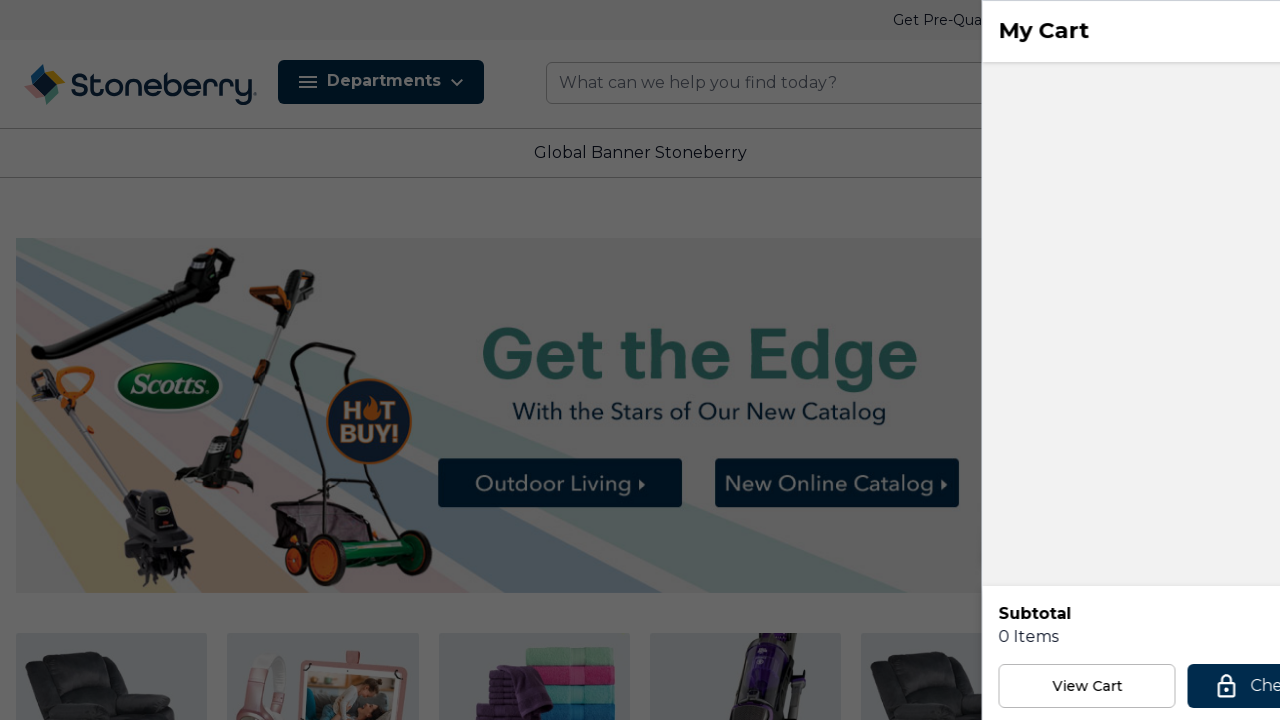 Get Pre-Qua
My Cart
Stoneberry
Departments
What can we help you find today?
Global Banner Stoneberry
Scotts
HOT
BUY!
Get the Edge
With the Stars of Our New Catalog
Outdoor Living
New Online Catalog
Subtotal
0 Items
View Cart
Che